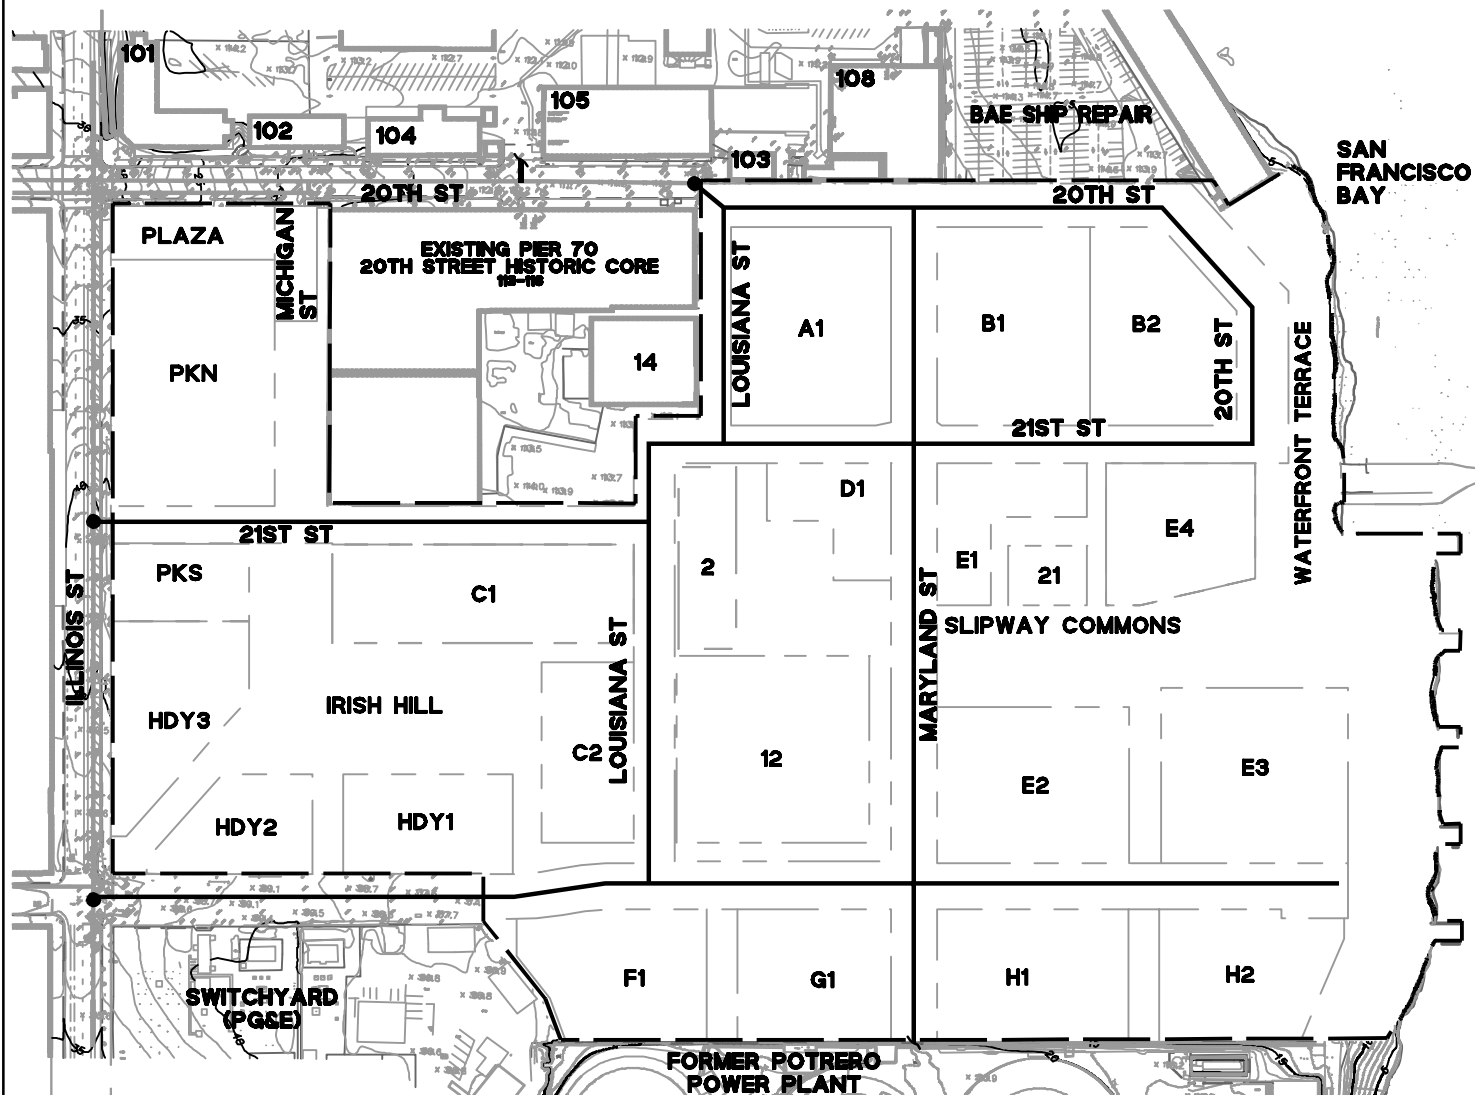 101
102
104
105
103
108
BAE SHIP REPAIR
SAN
FRANCISCO
BAY
20TH ST
20TH ST
PLAZA
MICHIGAN
ST
EXISTING PIER 70
20TH STREET HISTORIC CORE
LOUISIANA ST
A1
B1
B2
20TH ST
WATERFRONT TERRACE
14
PKN
21ST ST
21ST ST
D1
E4
PKS
C1
2
E1
21
ILLINOIS ST
MARYLAND ST
SLIPWAY COMMONS
LOUISIANA ST
HDY3
IRISH HILL
C2
12
E2
E3
HDY2
HDY1
F1
G1
H1
H2
SWITCHYARD
(PG&E)
FORMER POTRERO
POWER PLANT